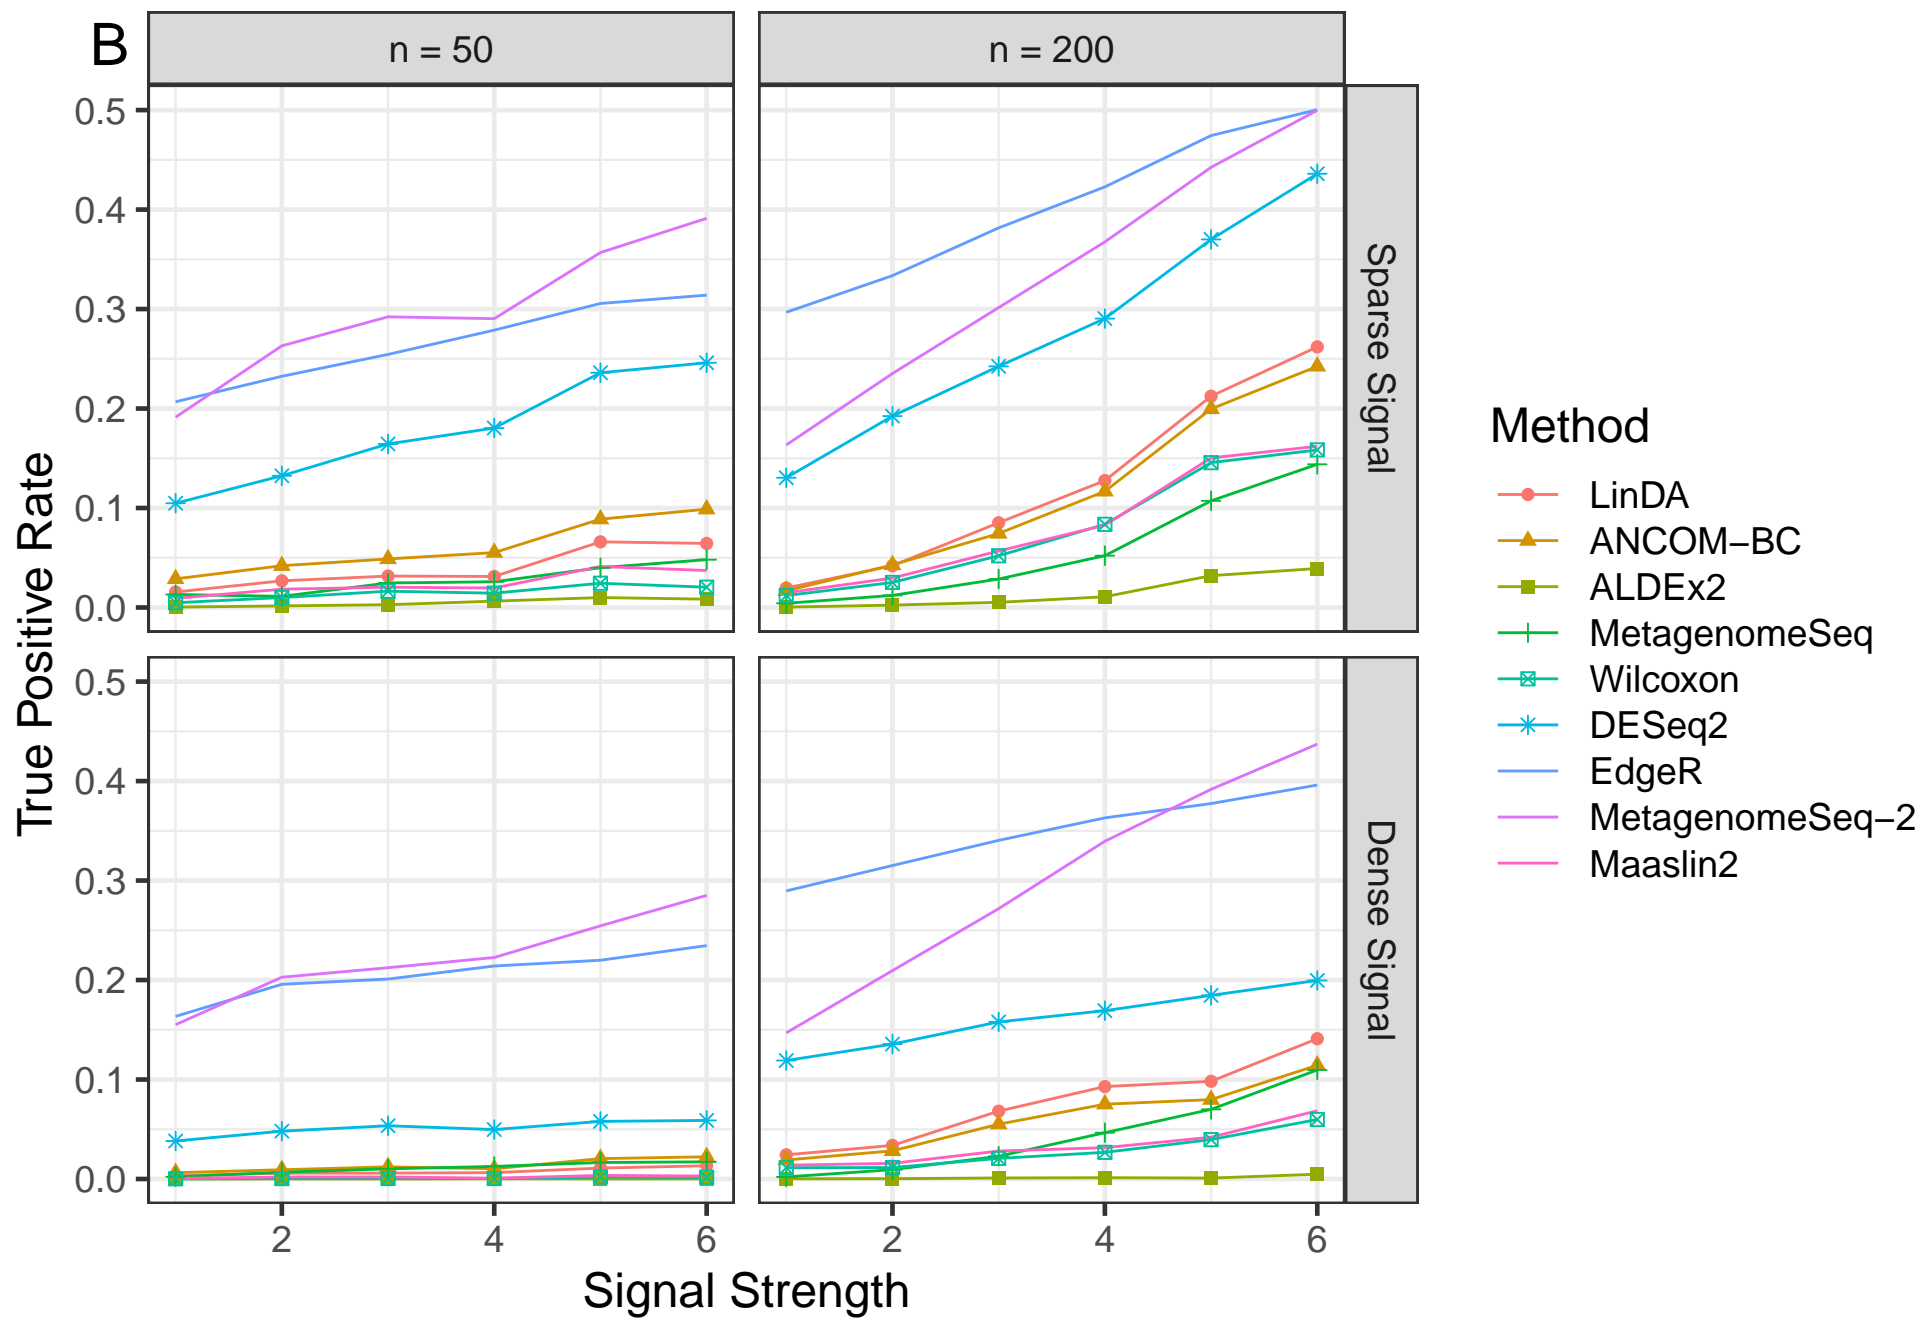 B
n = 50
n = 200
0.5
0.4
0.3
0.2
0.1
0.0
Sparse Signal
0.5
0.4
0.3
0.2
0.1
0.0
Dense Signal
2
4
6
2
4
6
True Positive Rate
Signal Strength
Method
LinDA
ANCOM−BC
ALDEx2
MetagenomeSeq
Wilcoxon
DESeq2
EdgeR
MetagenomeSeq−2
Maaslin2